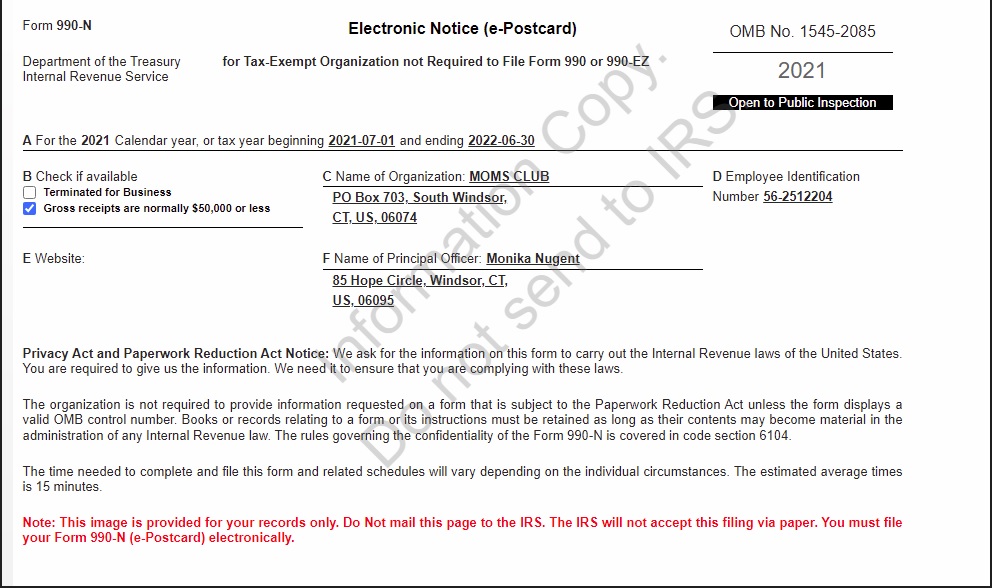 Form 990-N
Electronic Notice (e-Postcard)
OMB No. 1545-2085
Department of the Treasury
Internal Revenue Service
for Tax-Exempt Organization not Required to File Form 990 or 990-EZ
2021
Open to Public Inspection
A For the 2021 Calendar year, or tax year beginning 2021-07-01 and ending 2022-06-30
B Check if available
Terminated for Business
Gross receipts are normally $50,000 or less
C Name of Organization: MOMS CLUB
PO Box 703, South Windsor,
CT, US, 06074
D Employee Identification
Number 56-2512204
E Website:
F Name of Principal Officer: Monika Nugent
85 Hope Circle, Windsor, CT,
US, 06095
Privacy Act and Paperwork Reduction Act Notice: We ask for the information on this form to carry out the Internal Revenue laws of the United States.
You are required to give us the information. We need it to ensure that you are complying with these laws.
The organization is not required to provide information requested on a form that is subject to the Paperwork Reduction Act unless the form displays a
valid OMB control number. Books or records relating to a form or its instructions must be retained as long as their contents may become material in the
administration of any Internal Revenue law. The rules governing the confidentiality of the Form 990-N is covered in code section 6104.
The time needed to complete and file this form and related schedules will vary depending on the individual circumstances. The estimated average times
is 15 minutes.
Note: This image is provided for your records only. Do Not mail this page to the IRS. The IRS will not accept this filing via paper. You must file
your Form 990-N (e-Postcard) electronically.
Information Copy.
Do not send to IRS.